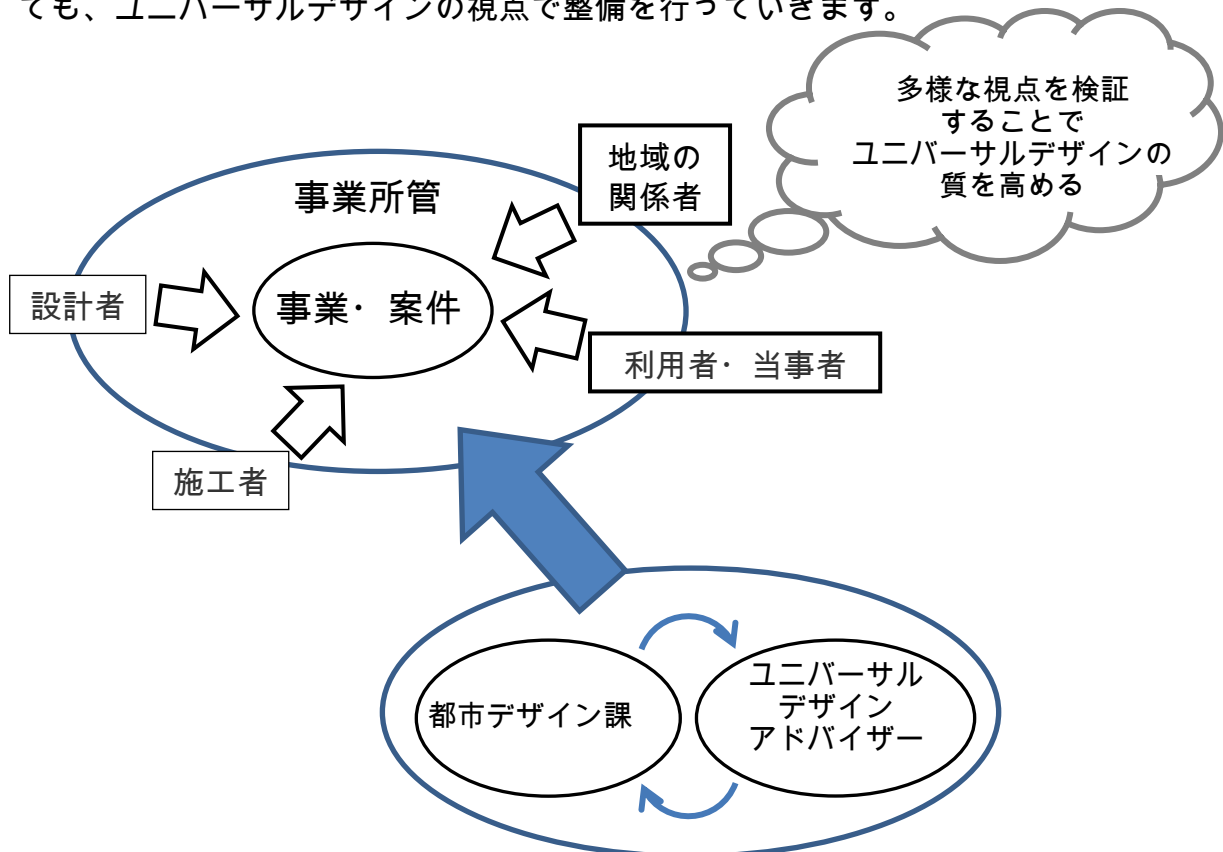 ても、ユニバーサルデザインの視点で整備を行っていきます。
多様な視点を検証
することで
ユニバーサルデザインの
質を高める
地域の
関係者
事業所管
設計者
事業・案件
利用者・当事者
施工者
都市デザイン課
ユニバーサル
デザイン
アドバイザー